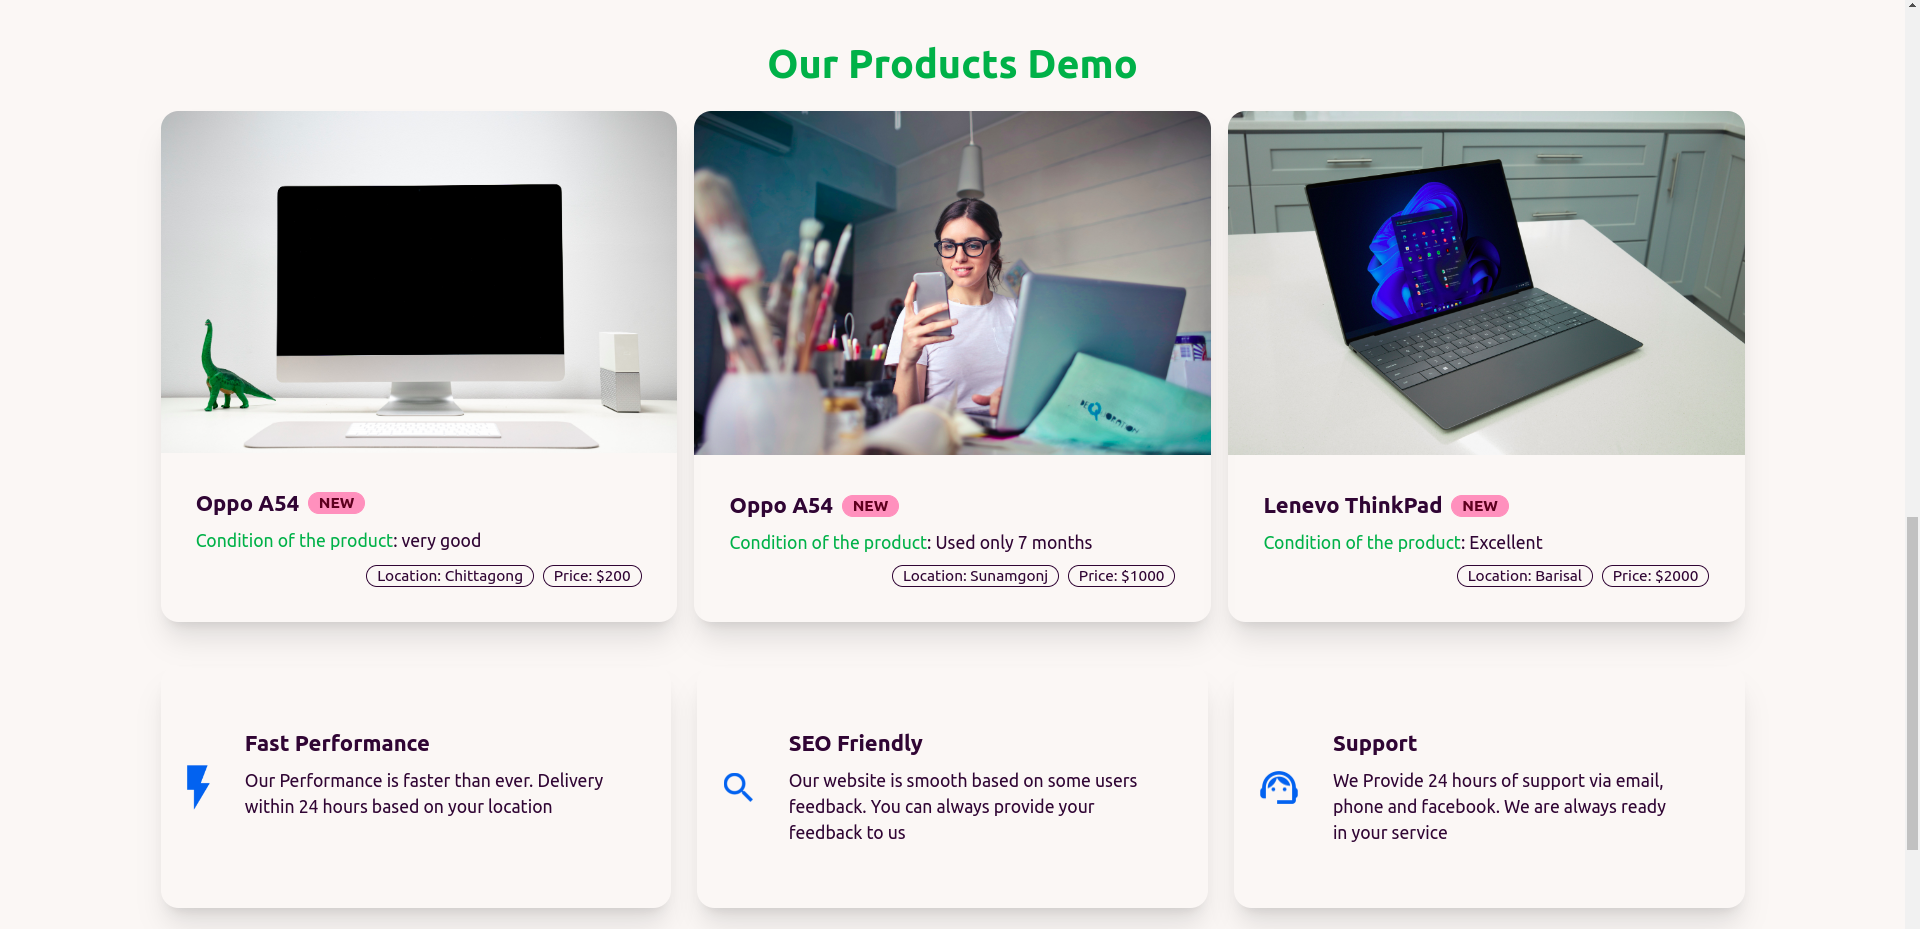 Our Products Demo
Oppo A54 NEW
Condition of the product: very good
Location: Chittagong Price: $200
Oppo A54 NEW
Condition of the product: Used only 7 months
Location: Sunamgonj Price: $1000
Lenevo ThinkPad NEW
Condition of the product: Excellent
Location: Barisal Price: $2000
Fast Performance
Our Performance is faster than ever. Delivery
within 24 hours based on your location
SEO Friendly
Our website is smooth based on some users
feedback. You can always provide your
feedback to us
Support
We Provide 24 hours of support via email,
phone and facebook. We are always ready
in your service